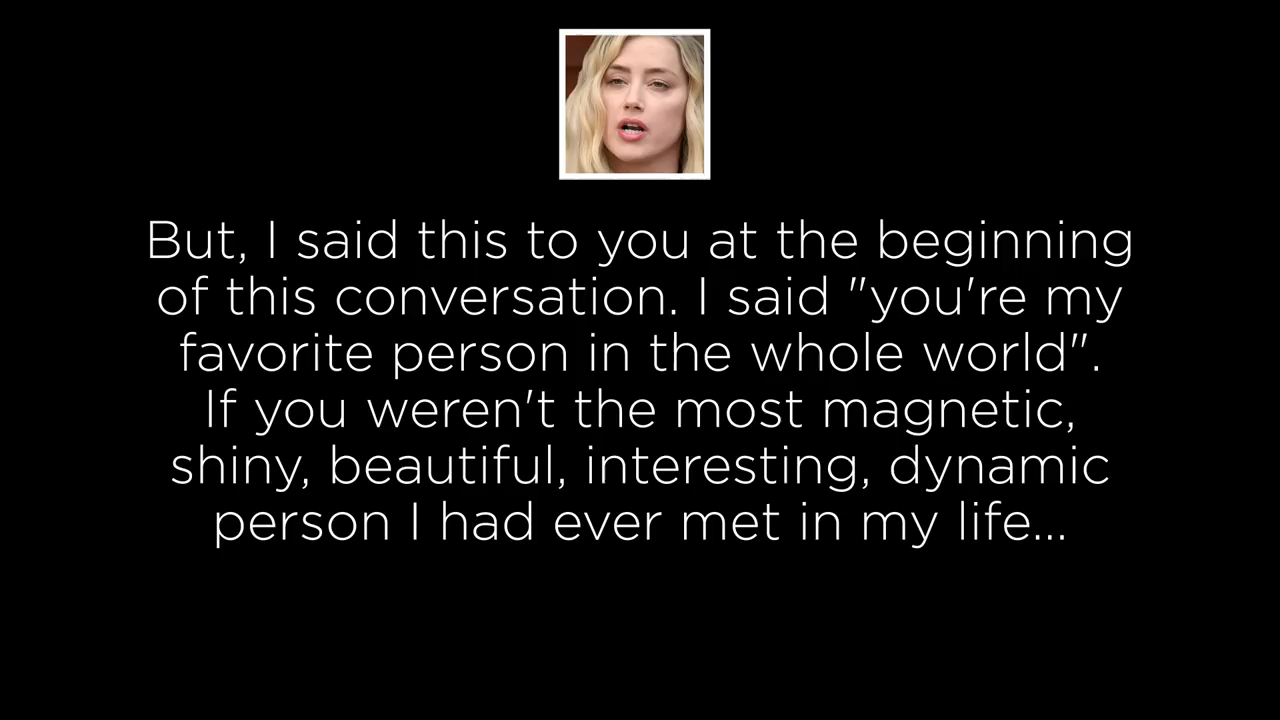 But, I said this to you at the beginning
of this conversation. I said "you're my
favorite person in the whole world".
If you weren't the most magnetic,
shiny, beautiful, interesting, dynamic
person I had ever met in my life...